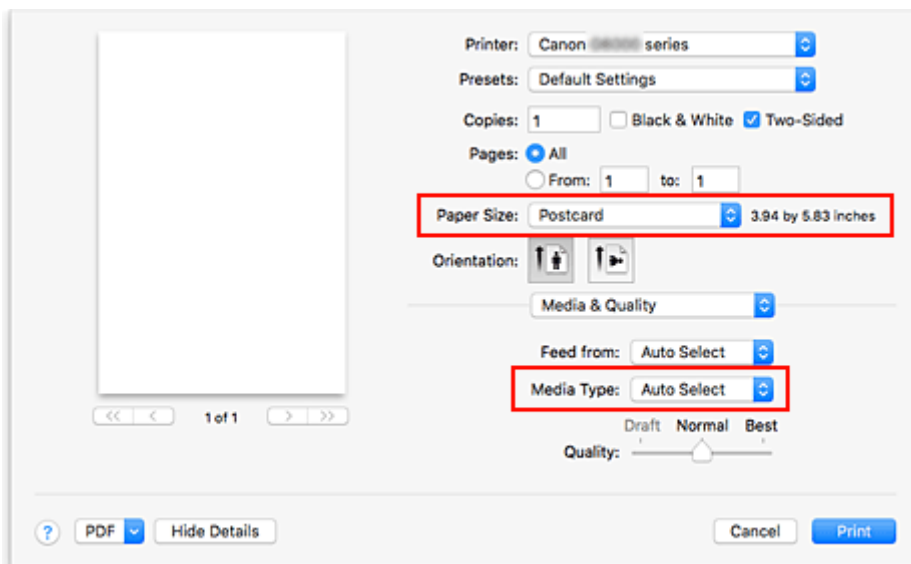 Printer: Canon series
Presets: Default Settings
Copies: 1 Black & White Two-Sided
Pages: All
From: 1 to: 1
Paper Size: Postcard 3.94 by 5.83 inches
Orientation:
Media & Quality
Feed from: Auto Select
Media Type: Auto Select
<< < 1 of 1 > >>
Draft Normal Best
Quality:
? PDF Hide Details Cancel Print